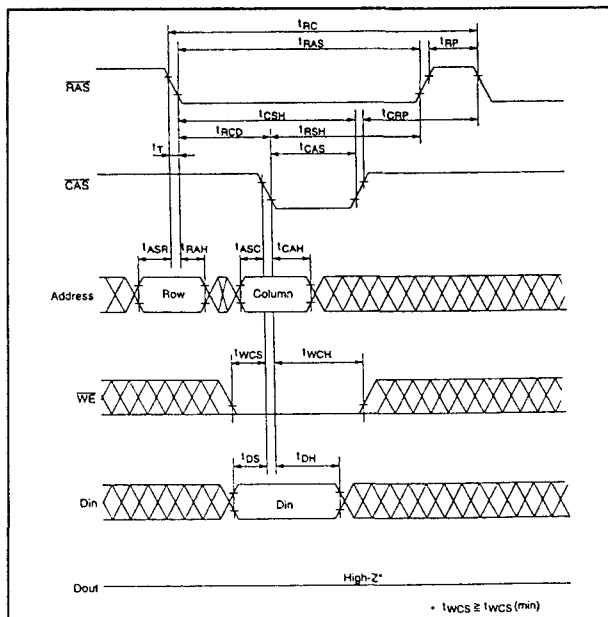 tRC
tRAS
tRP
RAS
tCSH
tCRP
tRCD
tRSH
tT
tCAS
CAS
tASR
tRAH
tASC
tCAH
Address
Row
Column
tWCS
tWCH
WE
tDS
tDH
Din
Din
High-Z*
Dout
* tWCS ≧ tWCS (min)